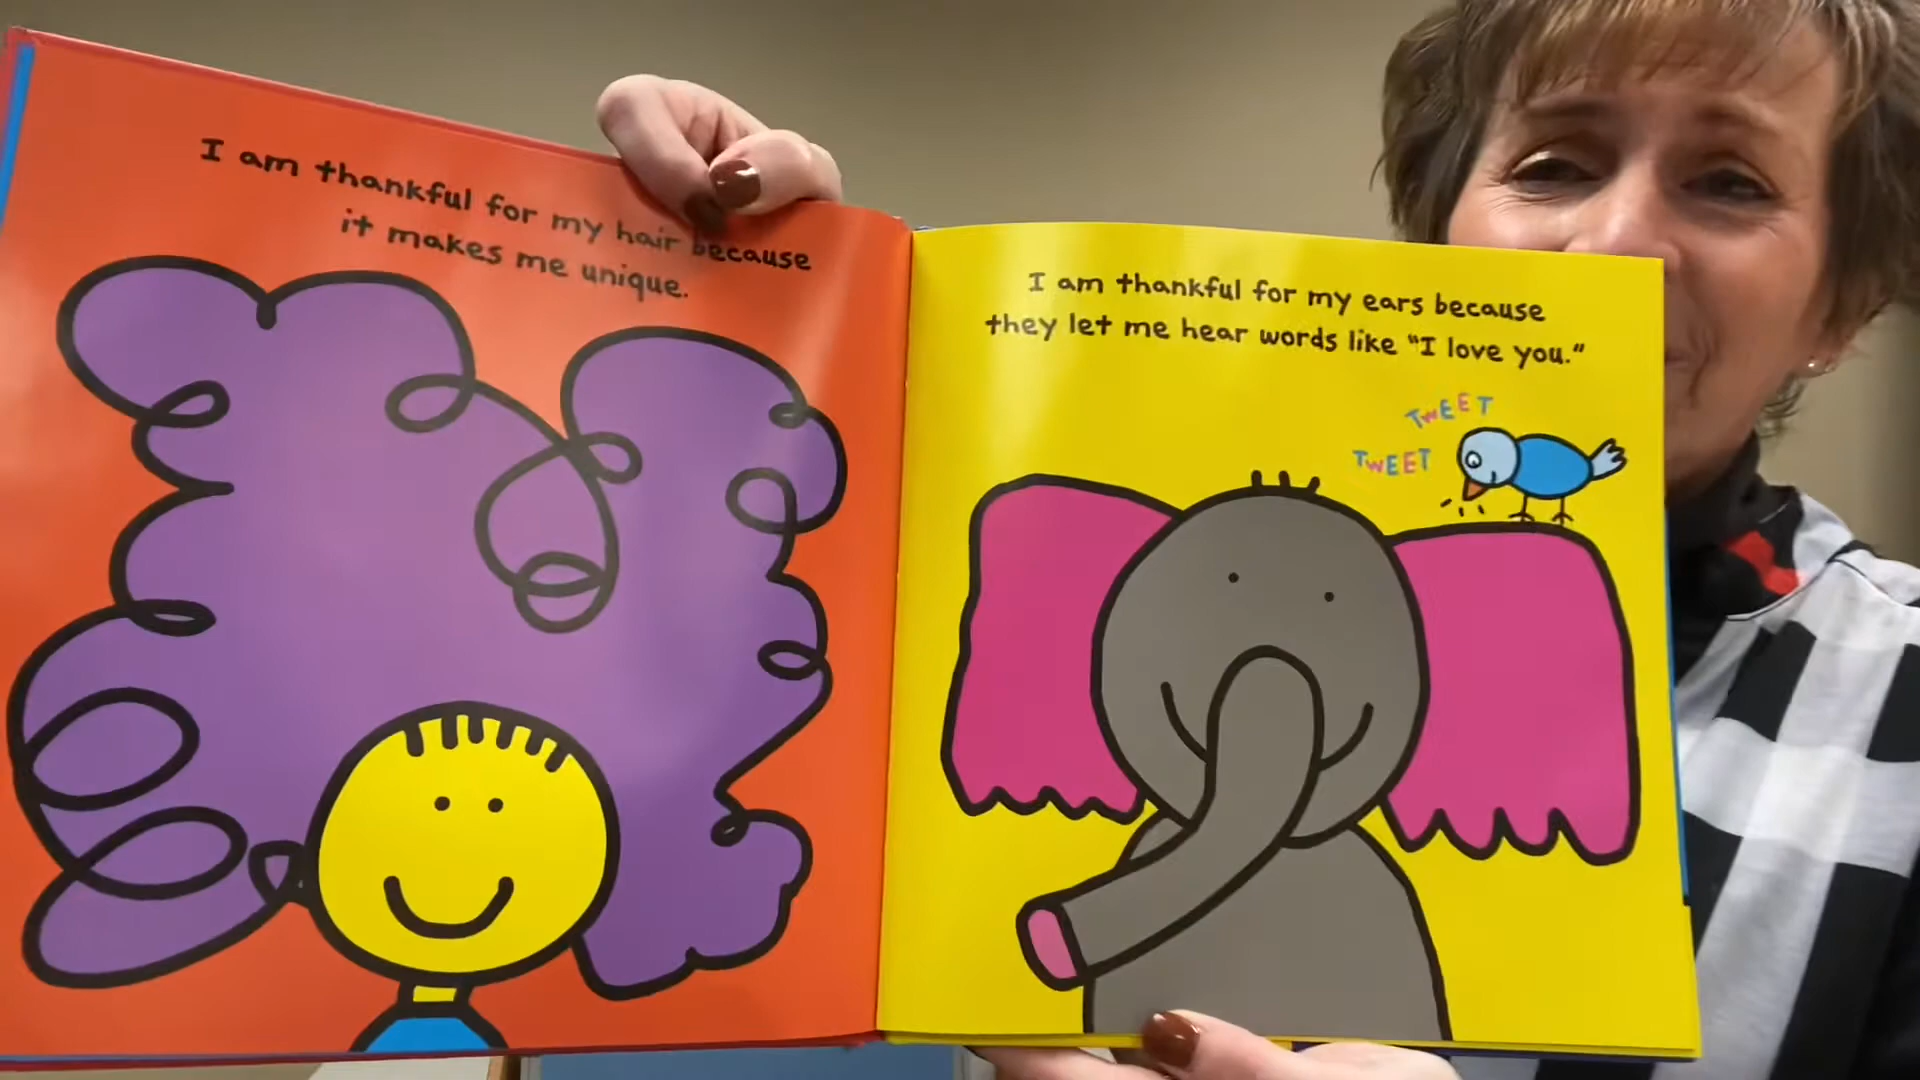 I am thankful for my hair because
it makes me unique.
I am thankful for my ears because
they let me hear words like "I love you."
TWEET
TWEET